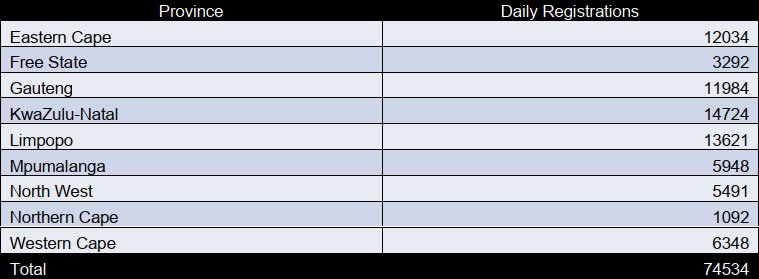 Province Daily Registrations
Eastern Cape 12034
Free State 3292
Gauteng 11984
KwaZulu-Natal 14724
Limpopo 13621
Mpumalanga 5948
North West 5491
Northern Cape 1092
Western Cape 6348
Total 74534